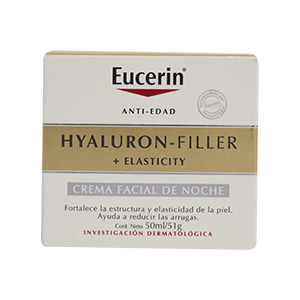 Eucerin®
ANTI-EDAD
HYALURON-FILLER
+ ELASTICITY
CREMA FACIAL DE NOCHE
Fortalece la estructura y elasticidad de la piel.
Ayuda a reducir las arrugas.
Cont. Neto 50ml/51g
INVESTIGACIÓN DERMATOLÓGICA